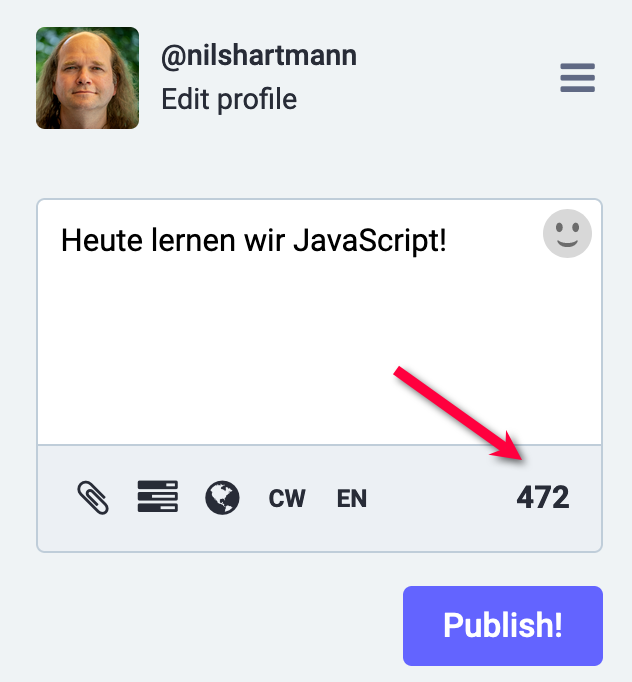 @nilshartmann
Edit profile
Heute lernen wir JavaScript!
CW EN 472
Publish!